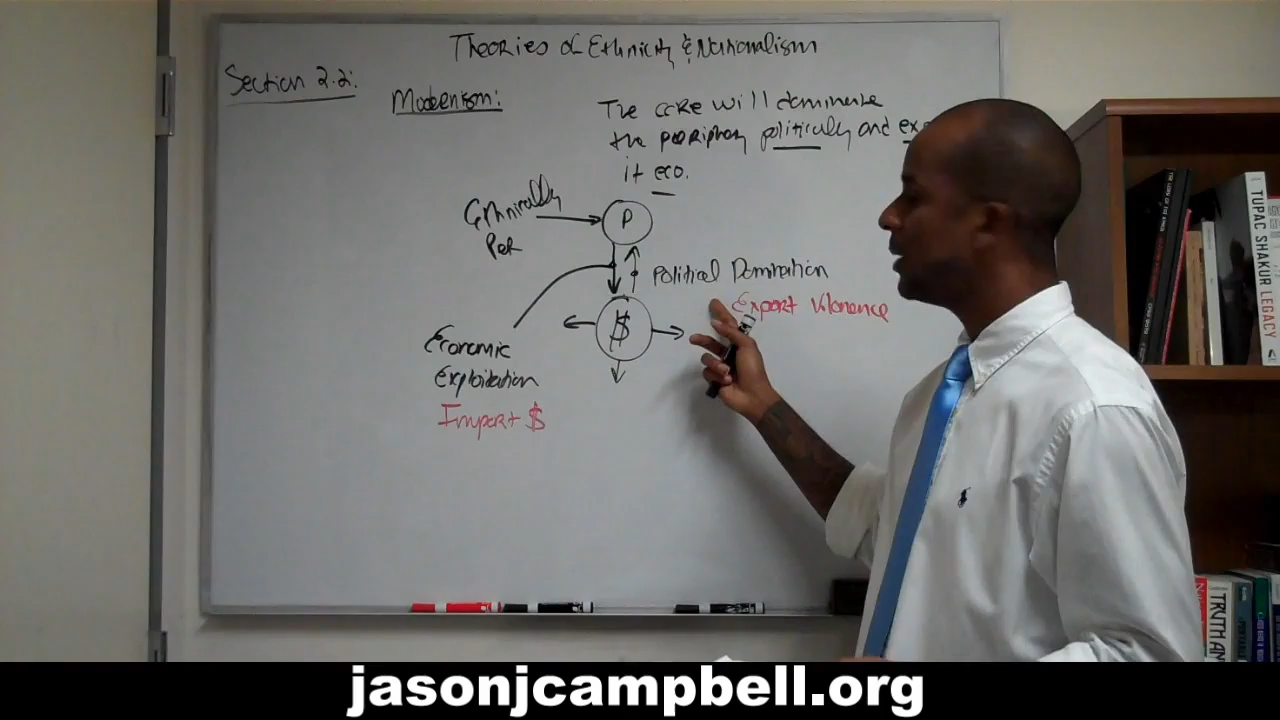 Theories of Ethnicity & Nationalism
Section 2.2:
Modernism:
The core will dominate
the periphery politically and
it eco.
Ethnically
P
Political Domination
Export Violence
$
Economic
Exploitation
Import $
TUPAC SHAKUR LEGACY
TRUTH AN
jasonjcampbell.org